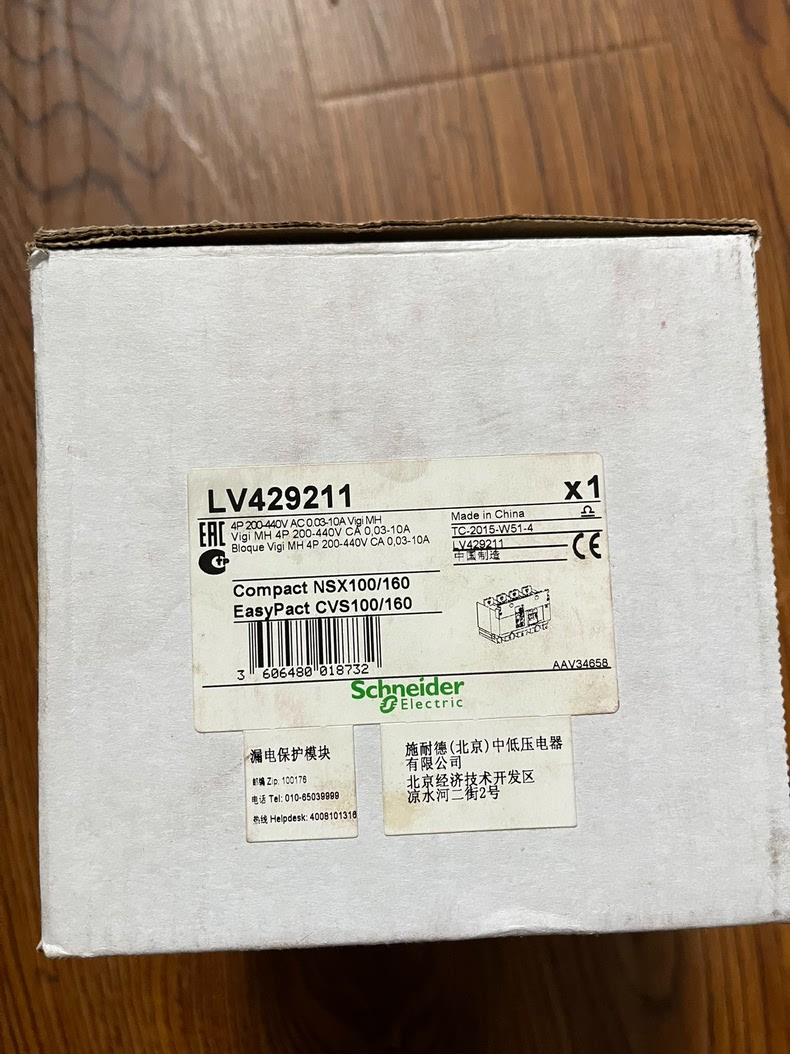 LV429211
x1
EAC
4P 200-440V AC 0.03-10A Vigi MH
Vigi MH 4P 200-440V CA 0,03-10A
Bloque Vigi MH 4P 200-440V CA 0,03-10A
Made in China
TC-2015-W51-4
LV429211
中国制造
CE
Compact NSX100/160
EasyPact CVS100/160
3 606480 018732
AAV34658
Schneider
Electric
漏电保护模块
邮编 Zip. 100176
电话 Tel: 010-65039999
热线 Helpdesk: 4008101316
施耐德(北京)中低压电器
有限公司
北京经济技术开发区
凉水河二街2号